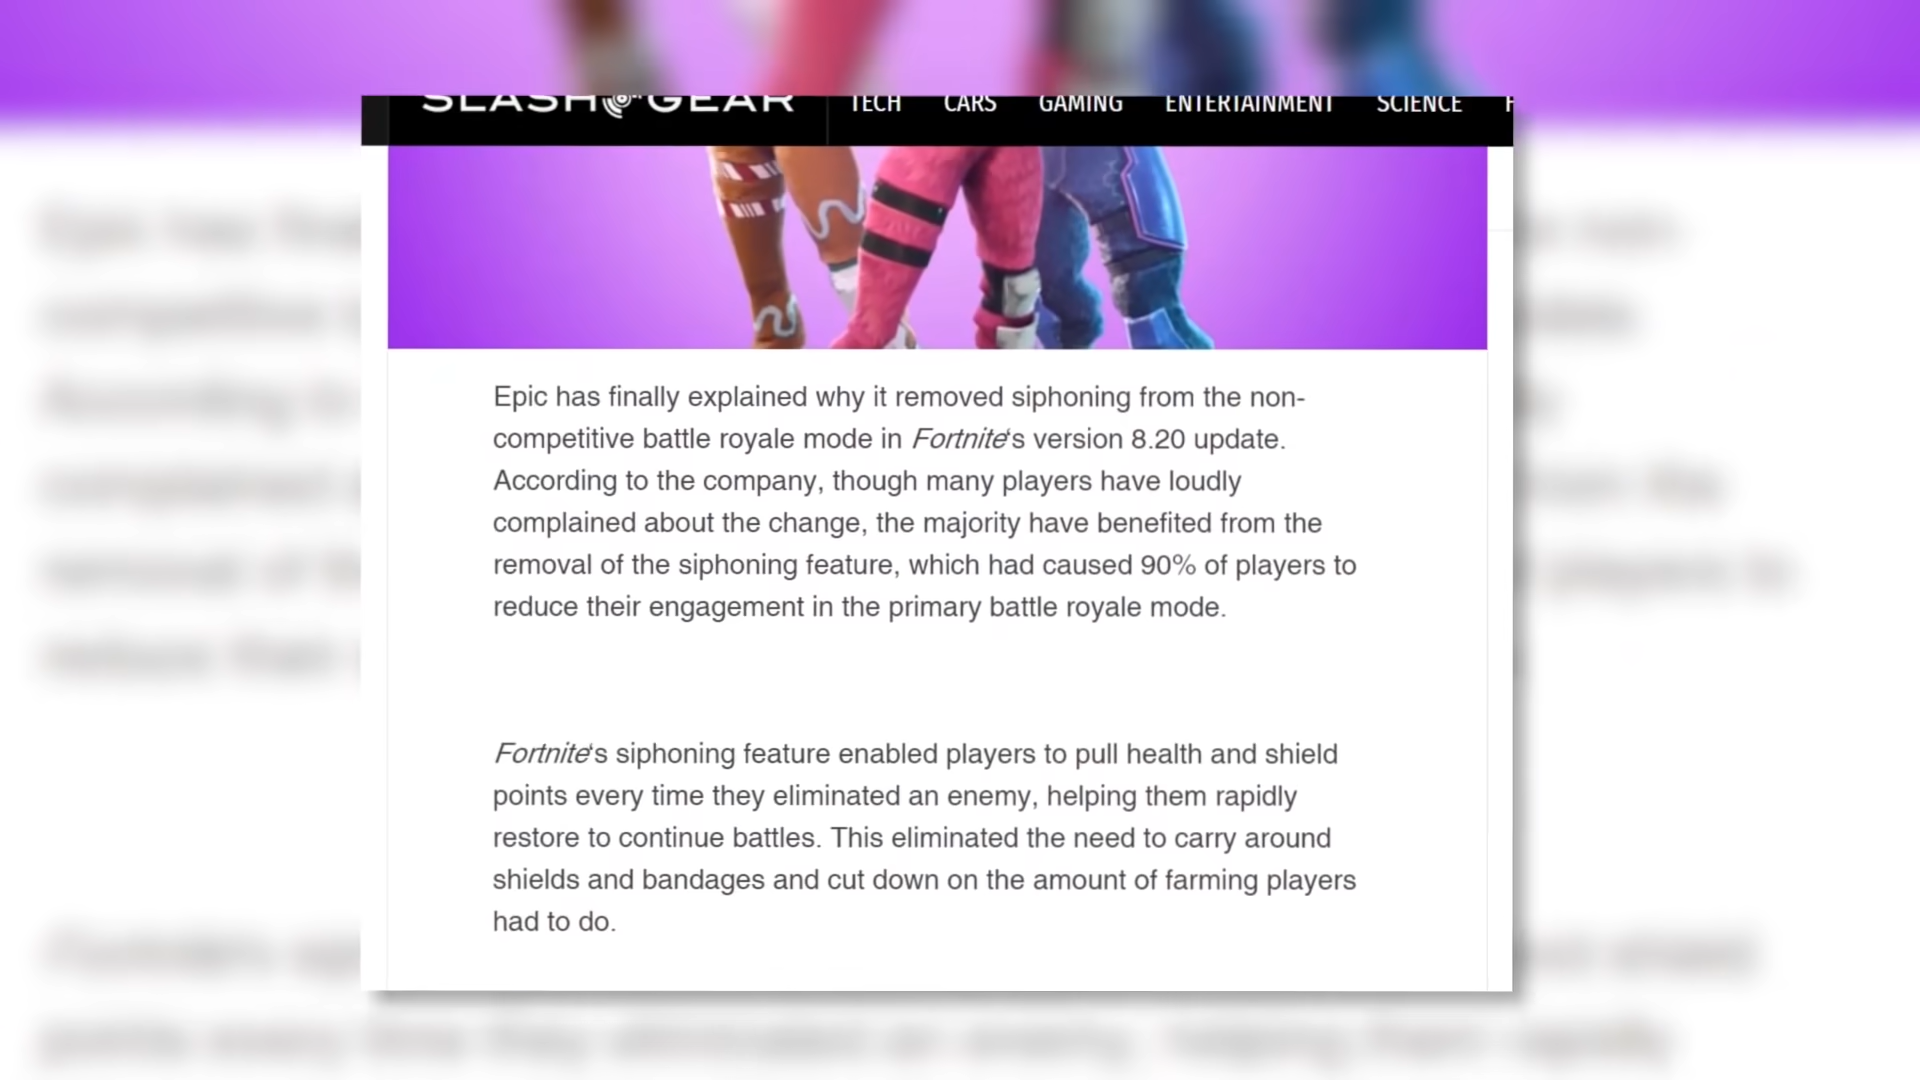 SLASHGEAR TECH CARS GAMING ENTERTAINMENT SCIENCE
Epic has finally explained why it removed siphoning from the non-
competitive battle royale mode in Fortnite's version 8.20 update.
According to the company, though many players have loudly
complained about the change, the majority have benefited from the
removal of the siphoning feature, which had caused 90% of players to
reduce their engagement in the primary battle royale mode.
Fortnite's siphoning feature enabled players to pull health and shield
points every time they eliminated an enemy, helping them rapidly
restore to continue battles. This eliminated the need to carry around
shields and bandages and cut down on the amount of farming players
had to do.